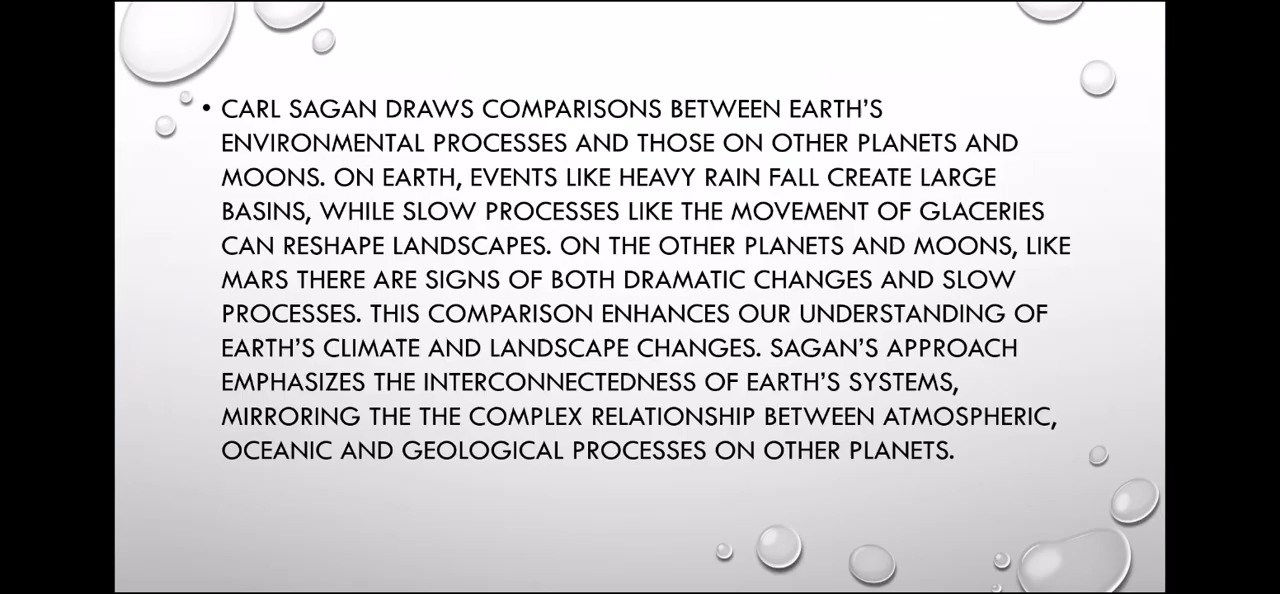 • CARL SAGAN DRAWS COMPARISONS BETWEEN EARTH'S
ENVIRONMENTAL PROCESSES AND THOSE ON OTHER PLANETS AND
MOONS. ON EARTH, EVENTS LIKE HEAVY RAIN FALL CREATE LARGE
BASINS, WHILE SLOW PROCESSES LIKE THE MOVEMENT OF GLACERIES
CAN RESHAPE LANDSCAPES. ON THE OTHER PLANETS AND MOONS, LIKE
MARS THERE ARE SIGNS OF BOTH DRAMATIC CHANGES AND SLOW
PROCESSES. THIS COMPARISON ENHANCES OUR UNDERSTANDING OF
EARTH'S CLIMATE AND LANDSCAPE CHANGES. SAGAN'S APPROACH
EMPHASIZES THE INTERCONNECTEDNESS OF EARTH'S SYSTEMS,
MIRRORING THE THE COMPLEX RELATIONSHIP BETWEEN ATMOSPHERIC,
OCEANIC AND GEOLOGICAL PROCESSES ON OTHER PLANETS.